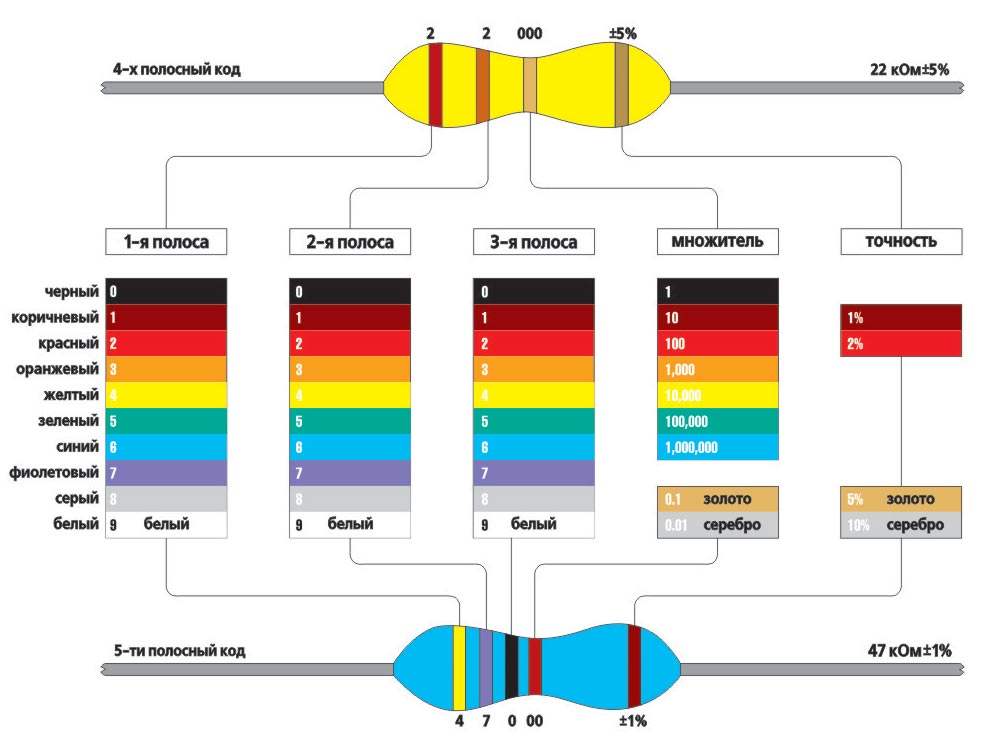 2 2 000 ±5%
4-х полосный код 22 кОм±5%
1-я полоса 2-я полоса 3-я полоса множитель точность
черный 0 0 0 1
коричневый 1 1 1 10 1%
красный 2 2 2 100 2%
оранжевый 3 3 3 1,000
желтый 4 4 4 10,000
зеленый 5 5 5 100,000
синий 6 6 6 1,000,000
фиолетовый 7 7 7
серый 8 8 8 0.1 золото 5% золото
белый 9 белый 9 белый 9 белый 0.01 серебро 10% серебро
5-ти полосный код 47 кОм±1%
4 7 0 00 ±1%